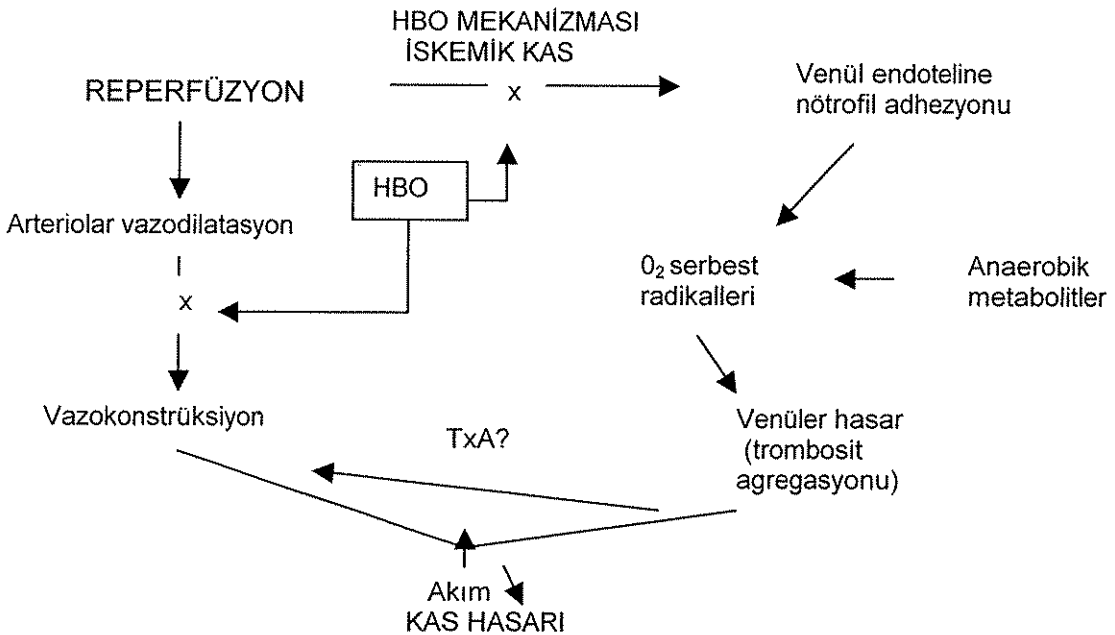 HBO MEKANİZMASI
İSKEMİK KAS
REPERFÜZYON
x
Venül endoteline
nötrofil adhezyonu
HBO
Arteriolar vazodilatasyon
x
0₂ serbest
radikalleri
Anaerobik
metabolitler
Vazokonstrüksiyon
TxA?
Venüler hasar
(trombosit
agregasyonu)
Akım
KAS HASARI